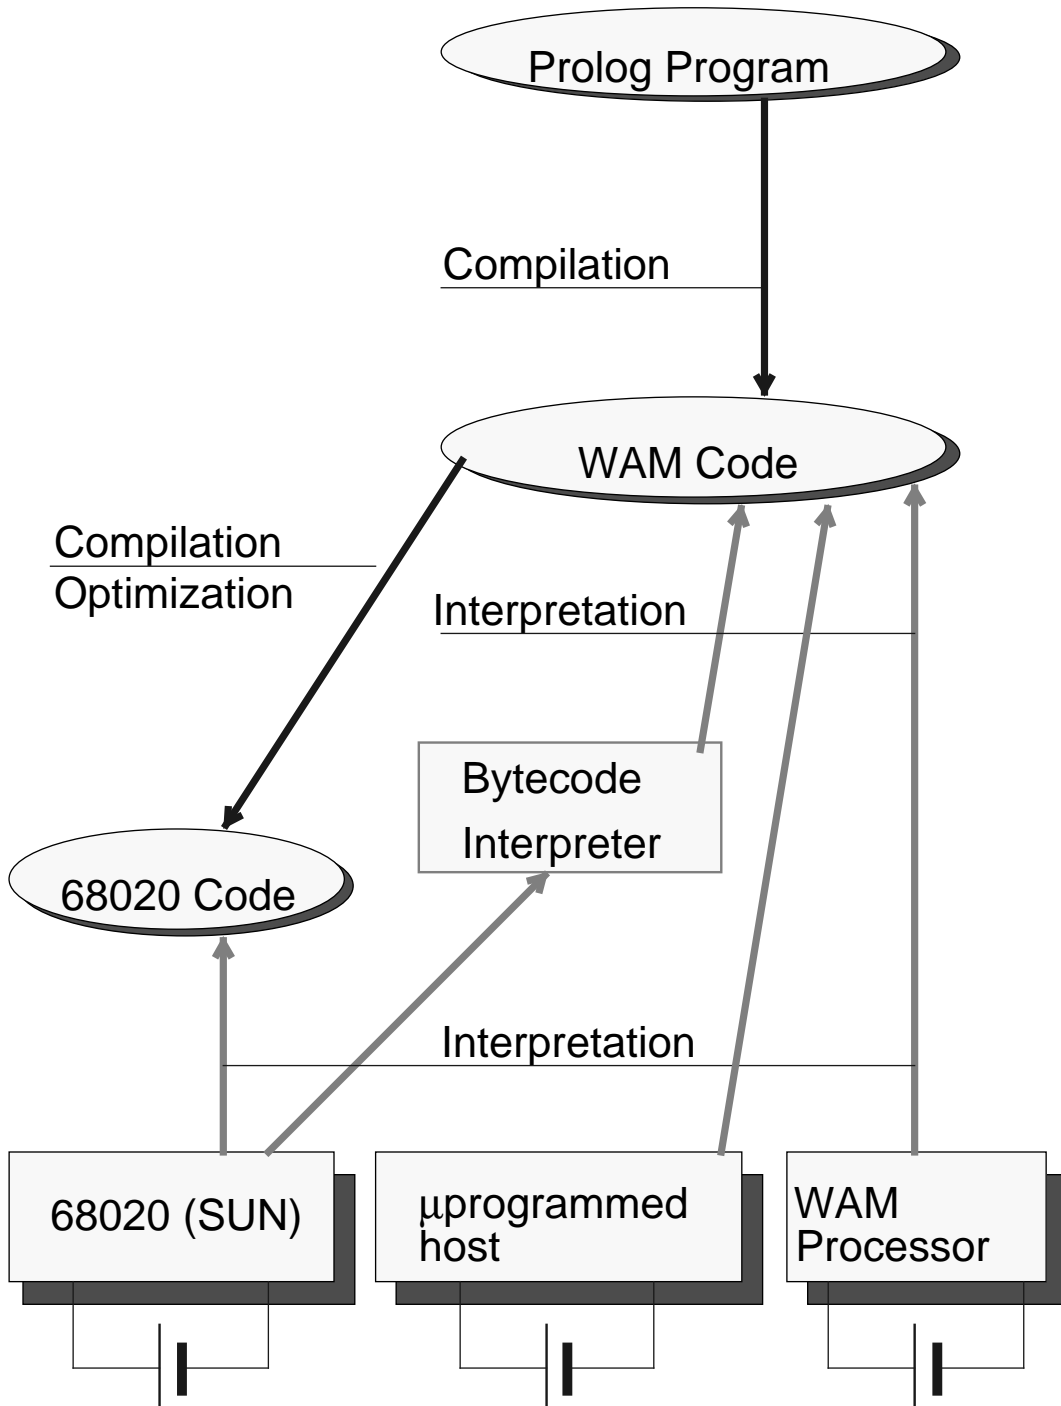 Prolog Program
Compilation
WAM Code
Compilation
Optimization
Interpretation
Bytecode
Interpreter
68020 Code
Interpretation
68020 (SUN)
μprogrammed
host
WAM
Processor